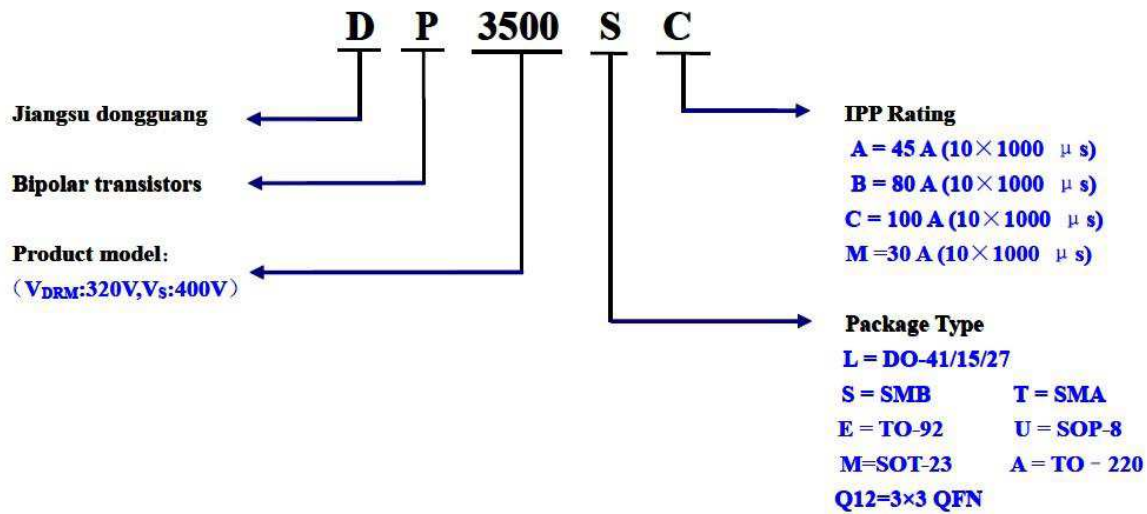 D P 3500 S C
Jiangsu dongguang
Bipolar transistors
Product model:
（VDRM:320V,VS:400V）
IPP Rating
A = 45 A (10×1000 μ s)
B = 80 A (10×1000 μ s)
C = 100 A (10×1000 μ s)
M =30 A (10×1000 μ s)
Package Type
L = DO-41/15/27
S = SMB T = SMA
E = TO-92 U = SOP-8
M=SOT-23 A = TO - 220
Q12=3×3 QFN